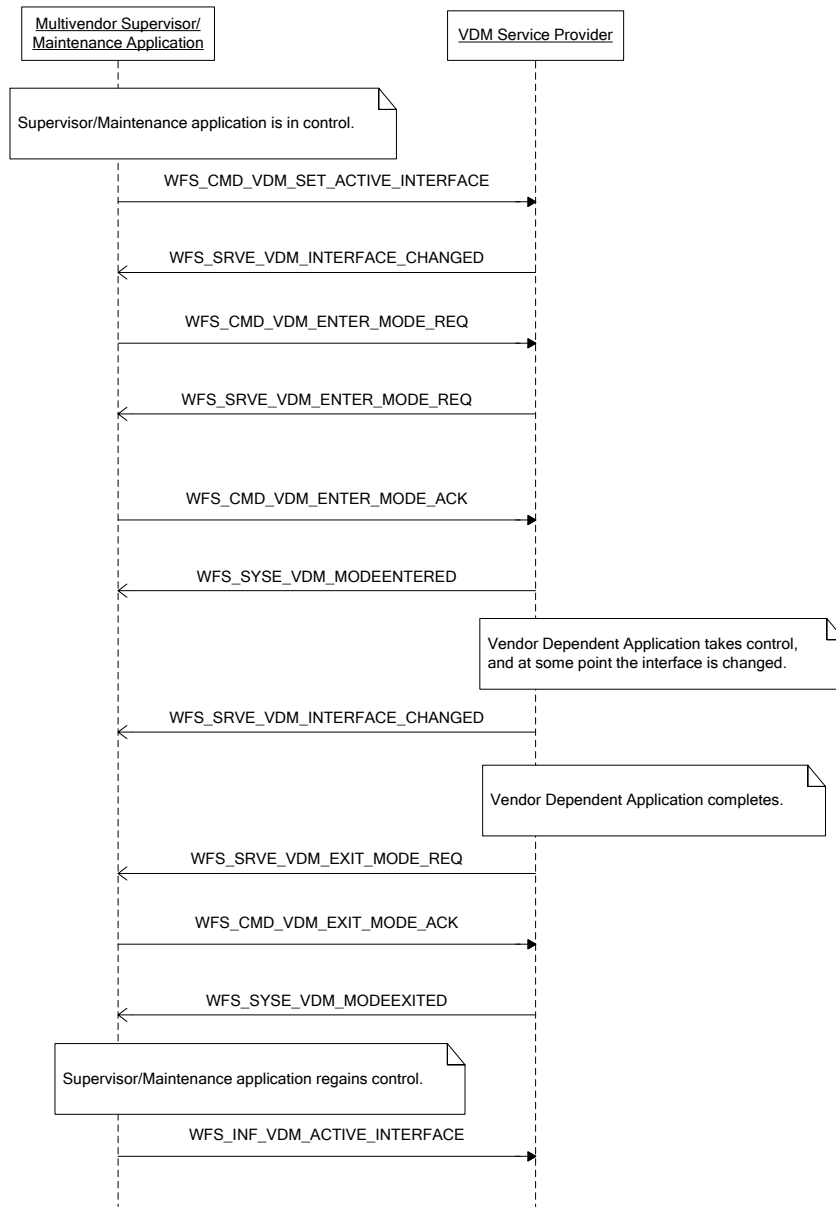 Multivendor Supervisor/
Maintenance Application
VDM Service Provider
Supervisor/Maintenance application is in control.
WFS_CMD_VDM_SET_ACTIVE_INTERFACE
WFS_SRVE_VDM_INTERFACE_CHANGED
WFS_CMD_VDM_ENTER_MODE_REQ
WFS_SRVE_VDM_ENTER_MODE_REQ
WFS_CMD_VDM_ENTER_MODE_ACK
WFS_SYSE_VDM_MODEENTERED
Vendor Dependent Application takes control,
and at some point the interface is changed.
WFS_SRVE_VDM_INTERFACE_CHANGED
Vendor Dependent Application completes.
WFS_SRVE_VDM_EXIT_MODE_REQ
WFS_CMD_VDM_EXIT_MODE_ACK
WFS_SYSE_VDM_MODEEXITED
Supervisor/Maintenance application regains control.
WFS_INF_VDM_ACTIVE_INTERFACE